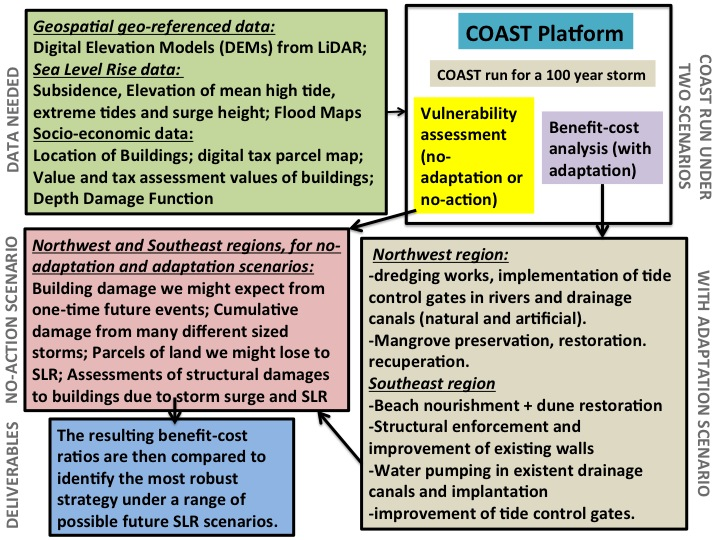 DATA NEEDED
Geospatial geo-referenced data:
Digital Elevation Models (DEMs) from LiDAR;
Sea Level Rise data:
Subsidence, Elevation of mean high tide,
extreme tides and surge height; Flood Maps
Socio-economic data:
Location of Buildings; digital tax parcel map;
Value and tax assessment values of buildings;
Depth Damage Function
COAST Platform
COAST run for a 100 year storm
Vulnerability
assessment
(no-
adaptation or
no-action)
Benefit-cost
analysis (with
adaptation)
COAST RUN UNDER
TWO SCENARIOS
NO-ACTION SCENARIO
Northwest and Southeast regions, for no-
adaptation and adaptation scenarios:
Building damage we might expect from
one-time future events; Cumulative
damage from many different sized
storms; Parcels of land we might lose to
SLR; Assessments of structural damages
to buildings due to storm surge and SLR
Northwest region:
-dredging works, implementation of tide
control gates in rivers and drainage
canals (natural and artificial).
-Mangrove preservation, restoration.
recuperation.
Southeast region
-Beach nourishment + dune restoration
-Structural enforcement and
improvement of existing walls
-Water pumping in existent drainage
canals and implantation
-improvement of tide control gates.
WITH ADAPTATION SCENARIO
DELIVERABLES
The resulting benefit-cost
ratios are then compared to
identify the most robust
strategy under a range of
possible future SLR scenarios.